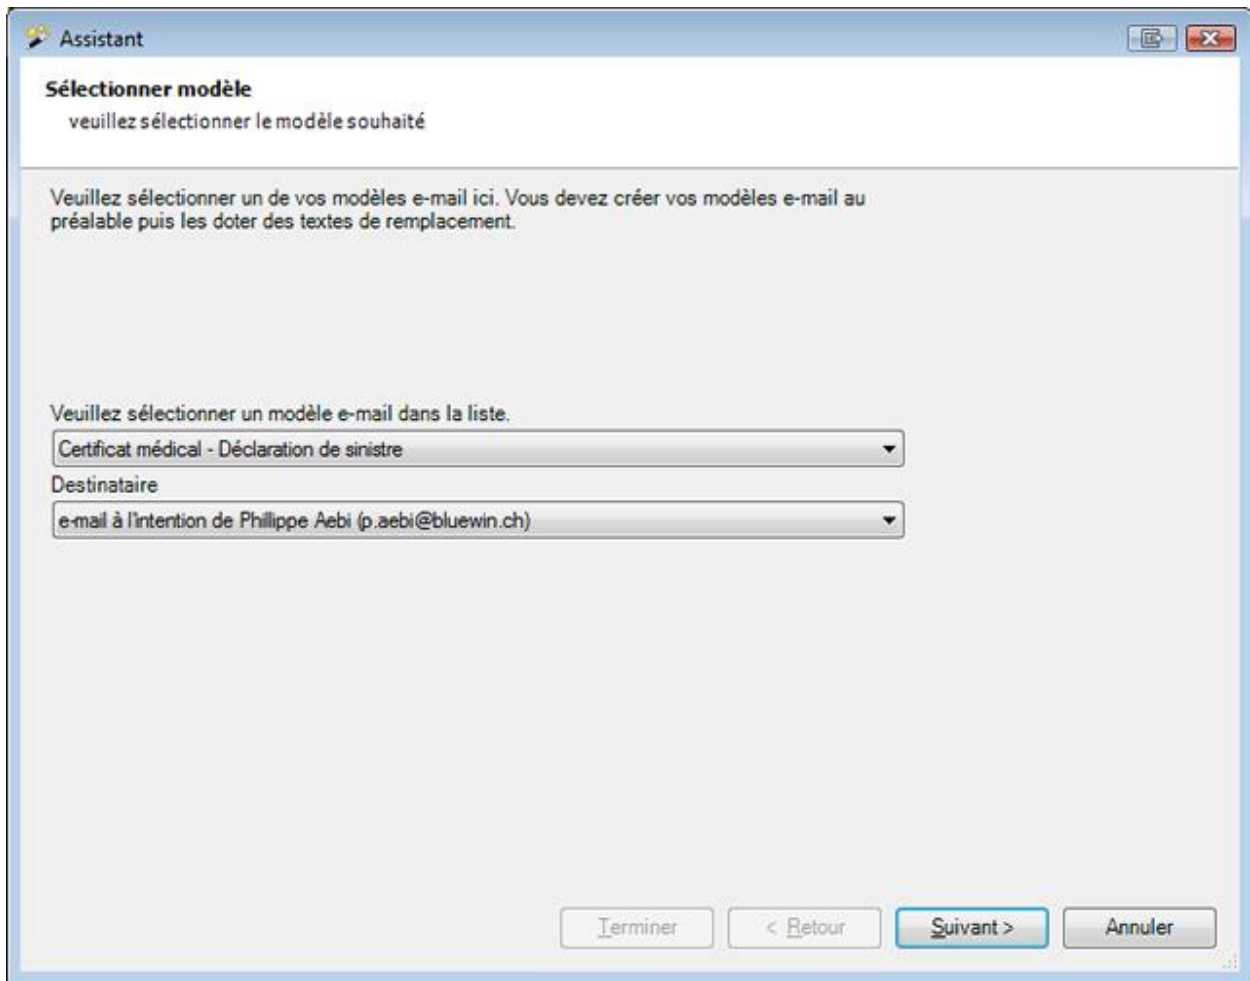 Assistant
Sélectionner modèle
veuillez sélectionner le modèle souhaité
Veuillez sélectionner un de vos modèles e-mail ici. Vous devez créer vos modèles e-mail au
préalable puis les doter des textes de remplacement.
Veuillez sélectionner un modèle e-mail dans la liste.
Certificat médical - Déclaration de sinistre
Destinataire
e-mail à l'intention de Phillippe Aebi (p.aebi@bluewin.ch)
Terminer
< Retour
Suivant >
Annuler